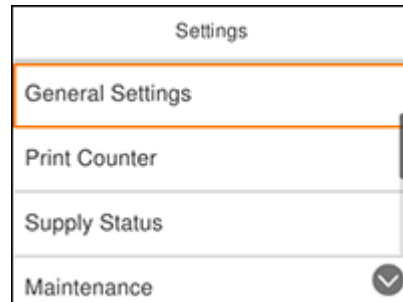 Settings
General Settings
Print Counter
Supply Status
Maintenance